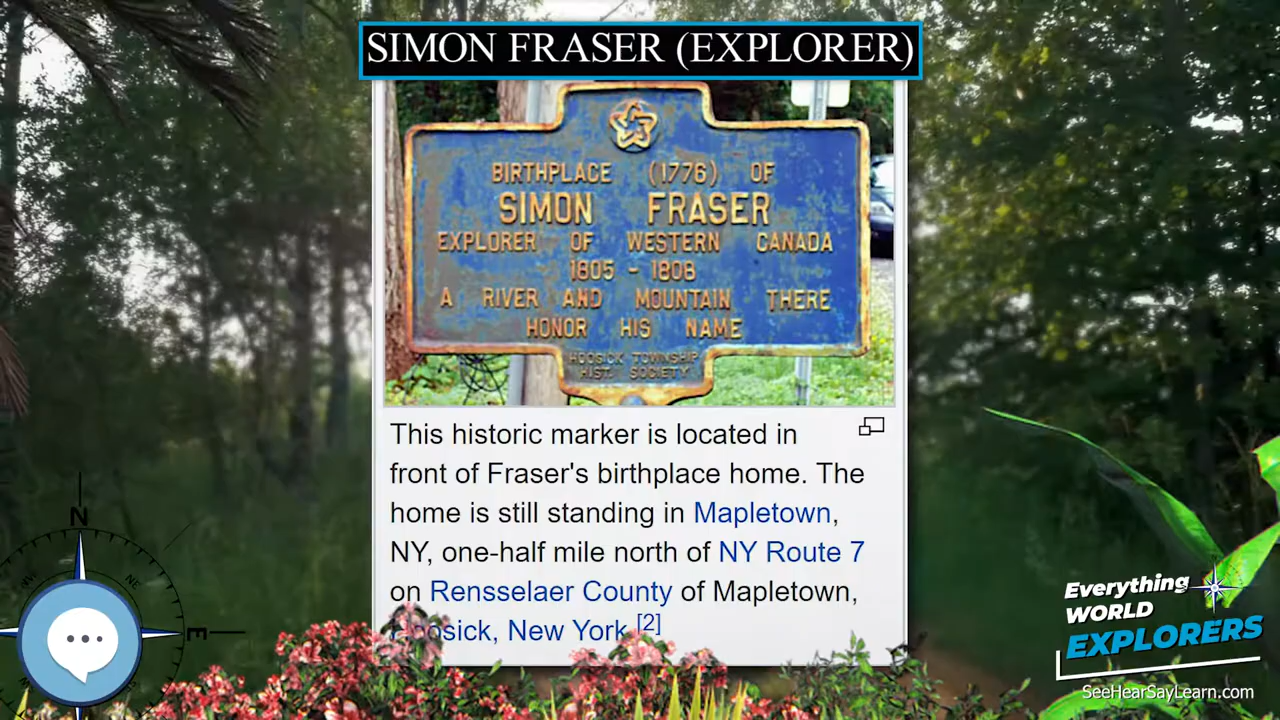 SIMON FRASER (EXPLORER)
BIRTHPLACE (1776) OF
SIMON FRASER
EXPLORER OF WESTERN CANADA
1805 - 1808
A RIVER AND MOUNTAIN THERE
HONOR HIS NAME
HOOSICK TOWNSHIP
HIST. SOCIETY
This historic marker is located in
front of Fraser's birthplace home. The
home is still standing in Mapletown,
NY, one-half mile north of NY Route 7
on Rensselaer County of Mapletown,
Hoosick, New York.[2]
N
NW
NE
E
Everything
WORLD
EXPLORERS
SeeHearSayLearn.com